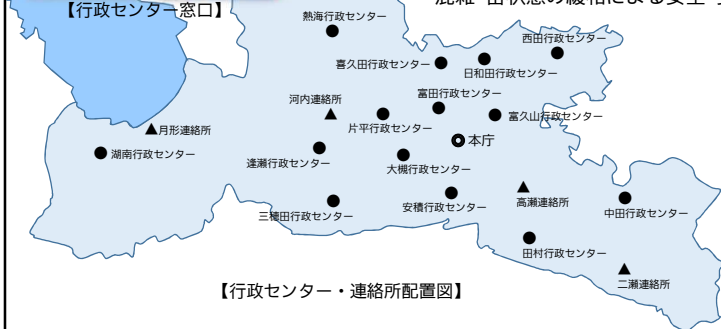 【行政センター窓口】
熱海行政センター
西田行政センター
喜久田行政センター
日和田行政センター
富田行政センター
河内連絡所
富久山行政センター
片平行政センター
月形連絡所
本庁
湖南行政センター
逢瀬行政センター
大槻行政センター
高瀬連絡所
安積行政センター
中田行政センター
三穂田行政センター
田村行政センター
二瀬連絡所
【行政センター・連絡所配置図】